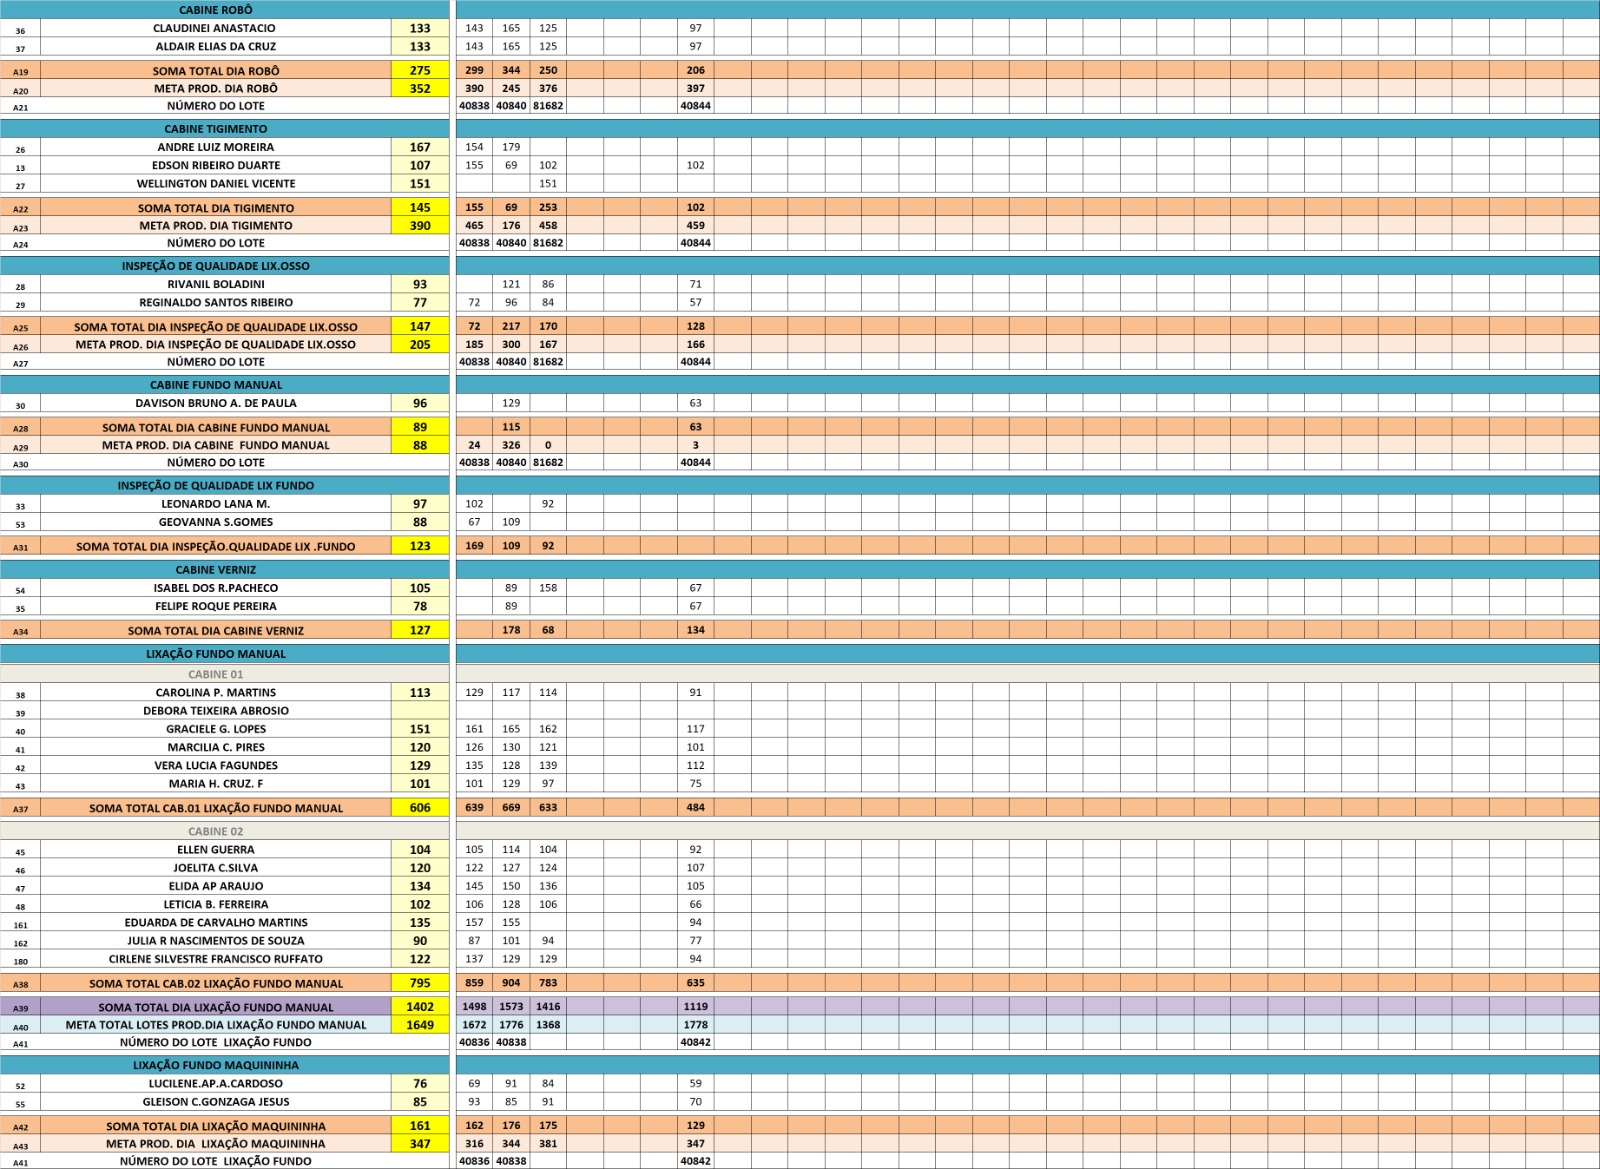 CABINE ROBÔ
36 CLAUDINEI ANASTACIO 133 143 165 125 97
37 ALDAIR ELIAS DA CRUZ 133 143 165 125 97
A19 SOMA TOTAL DIA ROBÔ 275 299 344 250 206
A20 META PROD. DIA ROBÔ 352 390 245 376 397
A21 NÚMERO DO LOTE 40838 40840 81682 40844
CABINE TIGIMENTO
26 ANDRE LUIZ MOREIRA 167 154 179
13 EDSON RIBEIRO DUARTE 107 155 69 102 102
27 WELLINGTON DANIEL VICENTE 151 151
A22 SOMA TOTAL DIA TIGIMENTO 145 155 69 253 102
A23 META PROD. DIA TIGIMENTO 390 465 176 458 459
A24 NÚMERO DO LOTE 40838 40840 81682 40844
INSPEÇÃO DE QUALIDADE LIX.OSSO
28 RIVANIL BOLADINI 93 121 86 71
29 REGINALDO SANTOS RIBEIRO 77 72 96 84 57
A25 SOMA TOTAL DIA INSPEÇÃO DE QUALIDADE LIX.OSSO 147 72 217 170 128
A26 META PROD. DIA INSPEÇÃO DE QUALIDADE LIX.OSSO 205 185 300 167 166
A27 NÚMERO DO LOTE 40838 40840 81682 40844
CABINE FUNDO MANUAL
30 DAVISON BRUNO A. DE PAULA 96 129 63
A28 SOMA TOTAL DIA CABINE FUNDO MANUAL 89 115 63
A29 META PROD. DIA CABINE FUNDO MANUAL 88 24 326 0 3
A30 NÚMERO DO LOTE 40838 40840 81682 40844
INSPEÇÃO DE QUALIDADE LIX FUNDO
33 LEONARDO LANA M. 97 102 92
53 GEOVANNA S.GOMES 88 67 109
A31 SOMA TOTAL DIA INSPEÇÃO.QUALIDADE LIX .FUNDO 123 169 109 92
CABINE VERNIZ
54 ISABEL DOS R.PACHECO 105 89 158 67
35 FELIPE ROQUE PEREIRA 78 89 67
A34 SOMA TOTAL DIA CABINE VERNIZ 127 178 68 134
LIXAÇÃO FUNDO MANUAL
CABINE 01
38 CAROLINA P. MARTINS 113 129 117 114 91
39 DEBORA TEIXEIRA ABROSIO
40 GRACIELE G. LOPES 151 161 165 162 117
41 MARCILIA C. PIRES 120 126 130 121 101
42 VERA LUCIA FAGUNDES 129 135 128 139 112
43 MARIA H. CRUZ. F 101 101 129 97 75
A37 SOMA TOTAL CAB.01 LIXAÇÃO FUNDO MANUAL 606 639 669 633 484
CABINE 02
45 ELLEN GUERRA 104 105 114 104 92
46 JOELITA C.SILVA 120 122 127 124 107
47 ELIDA AP ARAUJO 134 145 150 136 105
48 LETICIA B. FERREIRA 102 106 128 106 66
161 EDUARDA DE CARVALHO MARTINS 135 157 155 94
162 JULIA R NASCIMENTOS DE SOUZA 90 87 101 94 77
180 CIRLENE SILVESTRE FRANCISCO RUFFATO 122 137 129 129 94
A38 SOMA TOTAL CAB.02 LIXAÇÃO FUNDO MANUAL 795 859 904 783 635
A39 SOMA TOTAL DIA LIXAÇÃO FUNDO MANUAL 1402 1498 1573 1416 1119
A40 META TOTAL LOTES PROD.DIA LIXAÇÃO FUNDO MANUAL 1649 1672 1776 1368 1778
A41 NÚMERO DO LOTE LIXAÇÃO FUNDO 40836 40838 40842
LIXAÇÃO FUNDO MAQUININHA
52 LUCILENE.AP.A.CARDOSO 76 69 91 84 59
55 GLEISON C.GONZAGA JESUS 85 93 85 91 70
A42 SOMA TOTAL DIA LIXAÇÃO MAQUININHA 161 162 176 175 129
A43 META PROD. DIA LIXAÇÃO MAQUININHA 347 316 344 381 347
A41 NÚMERO DO LOTE LIXAÇÃO FUNDO 40836 40838 40842